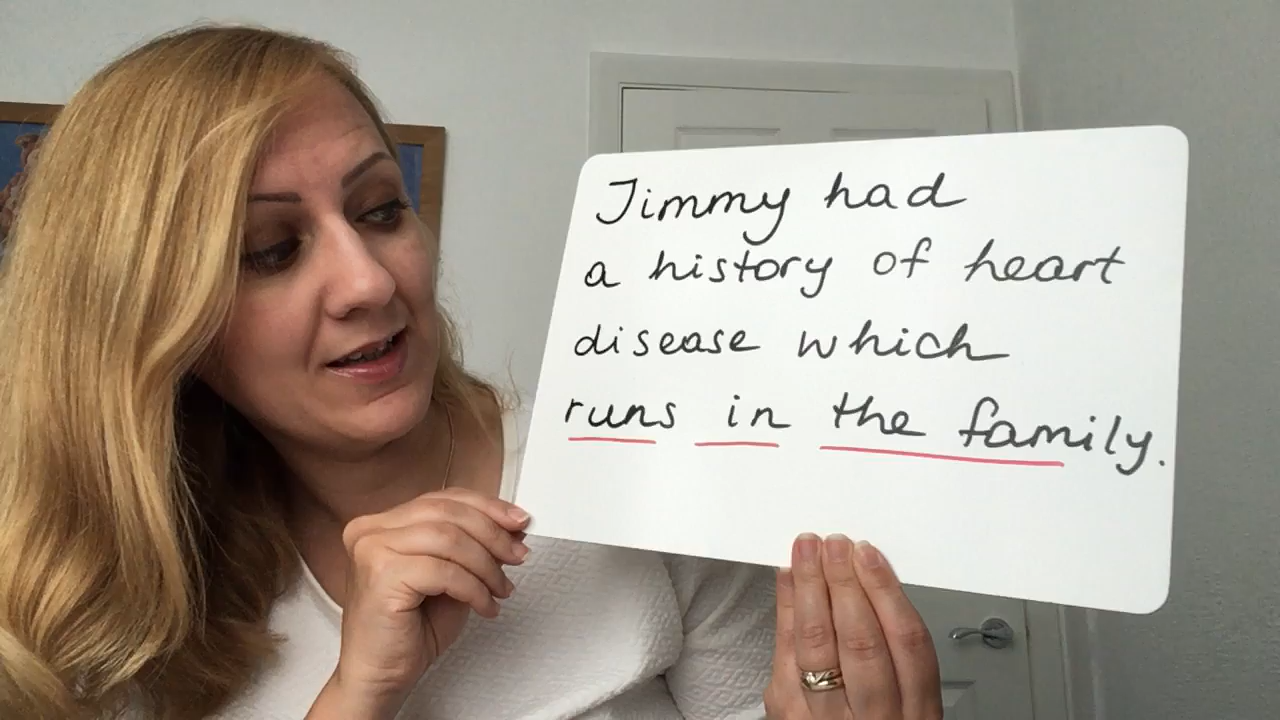 Jimmy had
a history of heart
disease which
runs in the family.